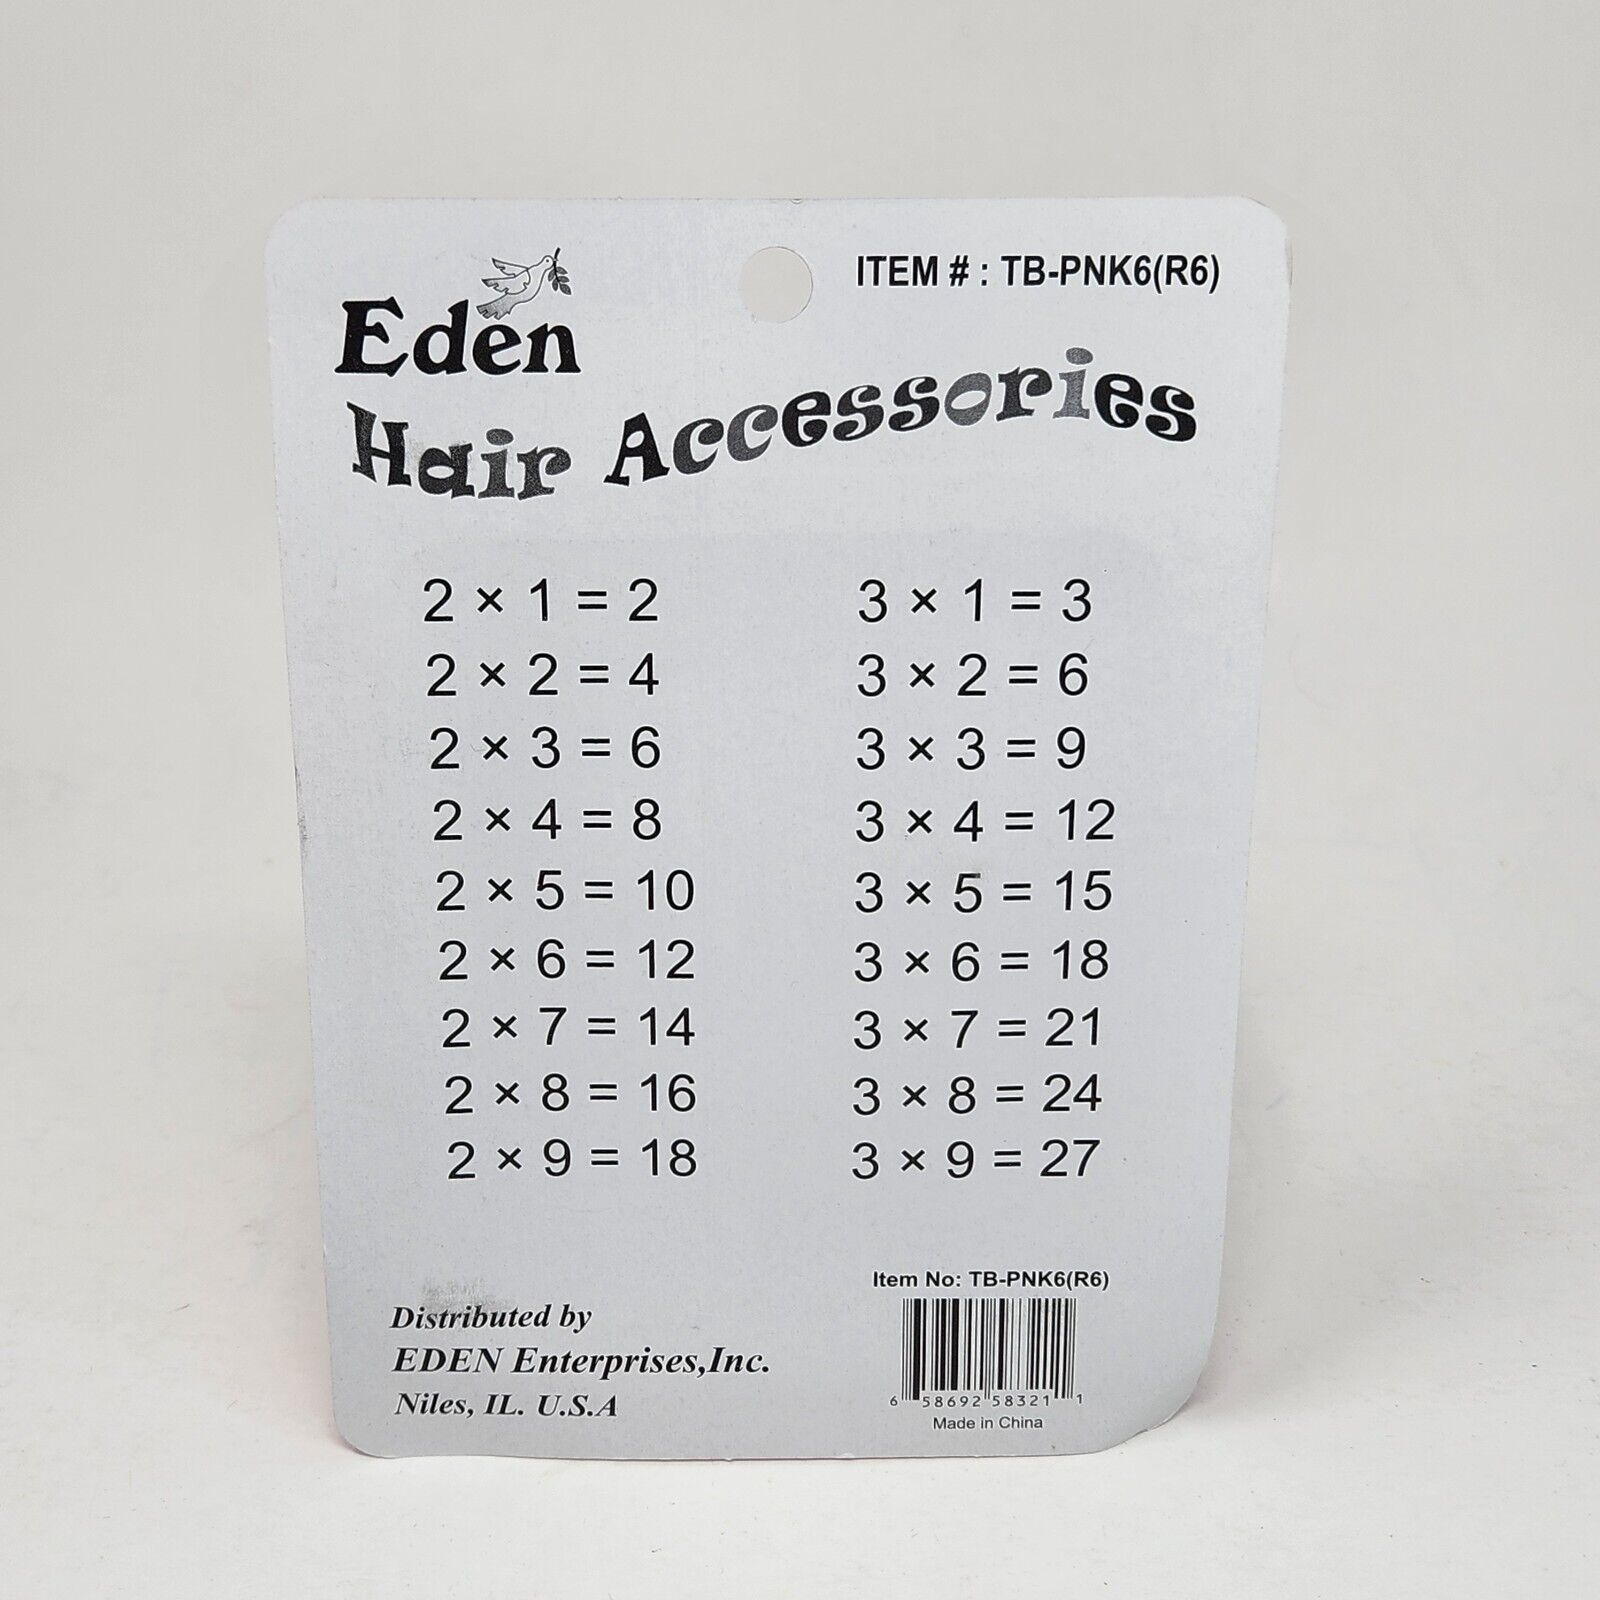 ITEM # : TB-PNK6(R6)
Eden
Hair Accessories
2 × 1 = 2
2 × 2 = 4
2 × 3 = 6
2 × 4 = 8
2 × 5 = 10
2 × 6 = 12
2 × 7 = 14
2 × 8 = 16
2 × 9 = 18
3 × 1 = 3
3 × 2 = 6
3 × 3 = 9
3 × 4 = 12
3 × 5 = 15
3 × 6 = 18
3 × 7 = 21
3 × 8 = 24
3 × 9 = 27
Distributed by
EDEN Enterprises,Inc.
Niles, IL. U.S.A
Item No: TB-PNK6(R6)
6 58692 58321 1
Made in China